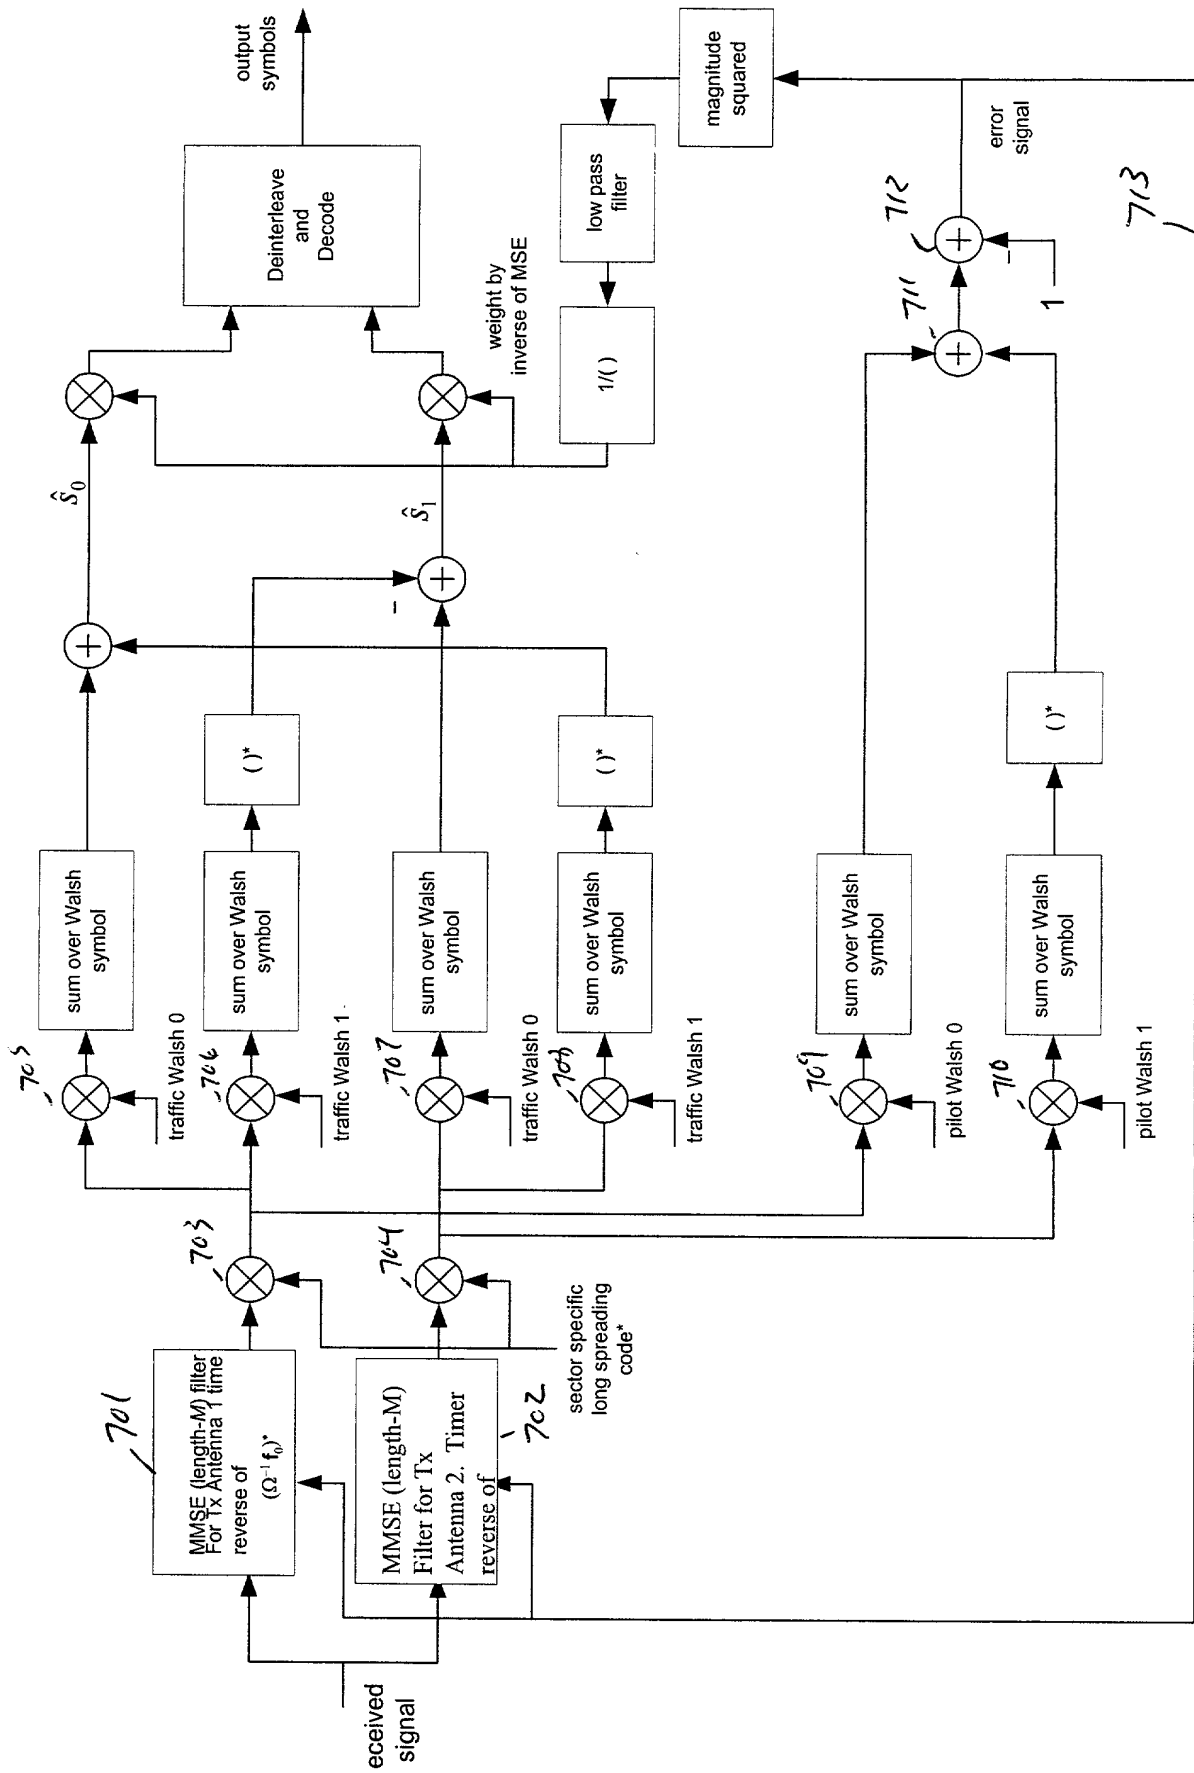 eceived
signal
701
MMSE (length-M) filter
For Tx Antenna 1 time
reverse of
(Ω⁻¹ f₀)*
MMSE (length-M)
Filter for Tx
Antenna 2. Timer
reverse of
702
sector specific
long spreading
code*
703
704
705
traffic Walsh 0
706
traffic Walsh 1
707
traffic Walsh 0
708
traffic Walsh 1
709
pilot Walsh 0
710
pilot Walsh 1
sum over Walsh
symbol
sum over Walsh
symbol
sum over Walsh
symbol
sum over Walsh
symbol
sum over Walsh
symbol
sum over Walsh
symbol
( )*
( )*
( )*
+
-
+
ŝ₀
ŝ₁
711
+
712
+
-
1
error
signal
713
magnitude
squared
low pass
filter
1/( )
weight by
inverse of MSE
Deinterleave
and
Decode
output
symbols